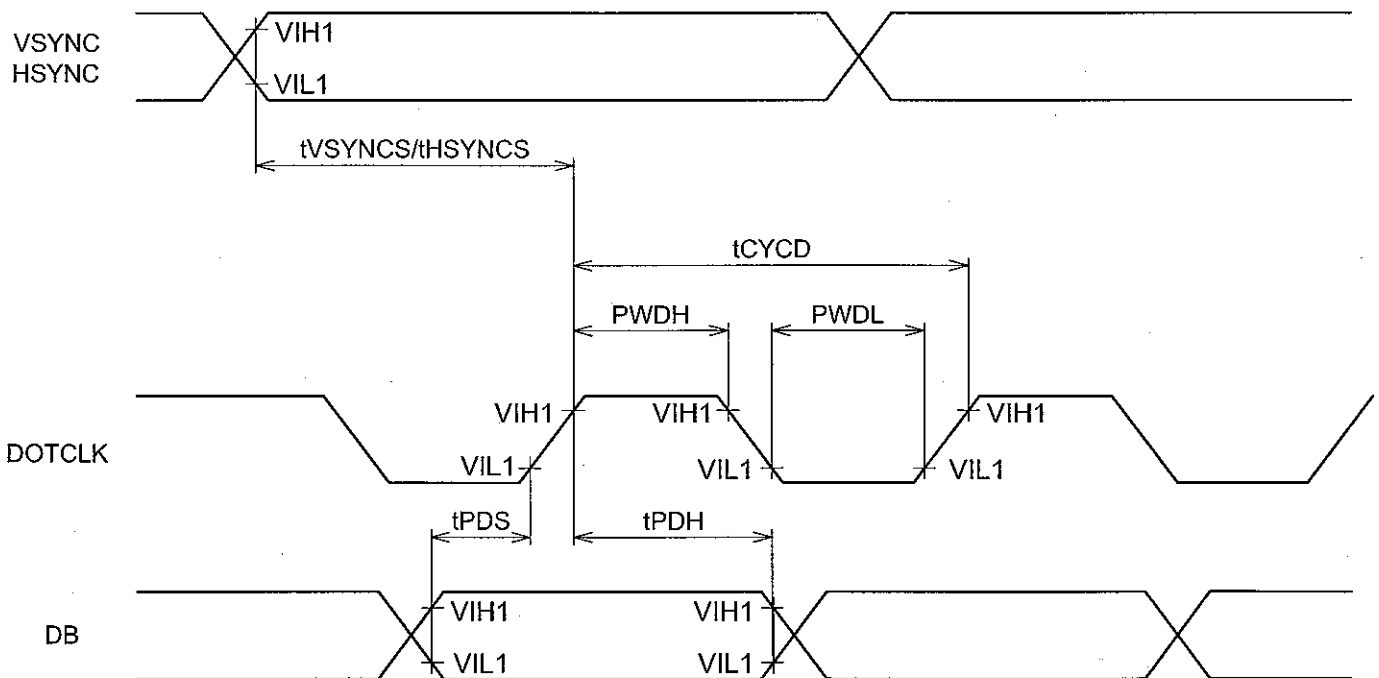 VSYNC
HSYNC
VIH1
VIL1
tVSYNCS/tHSYNCS
tCYCD
PWDH
PWDL
DOTCLK
VIH1
VIH1
VIH1
VIL1
VIL1
VIL1
tPDS
tPDH
DB
VIH1
VIH1
VIL1
VIL1